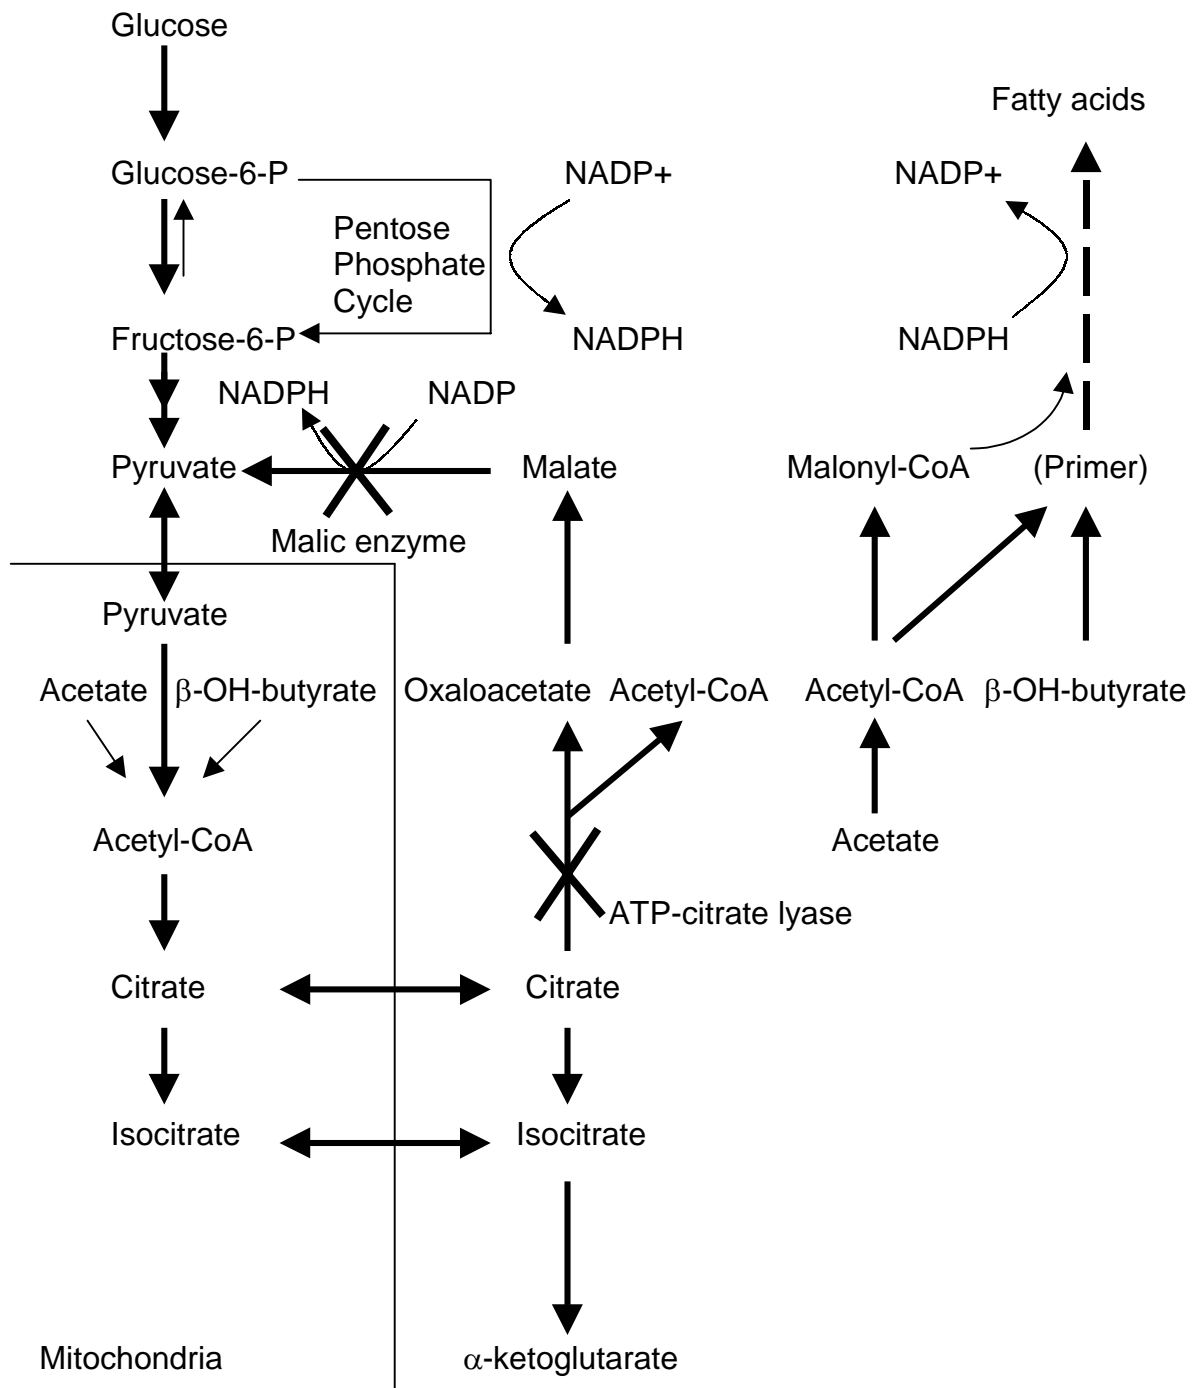 Glucose
Fatty acids
Glucose-6-P
NADP+
NADP+
Pentose
Phosphate
Cycle
Fructose-6-P
NADPH
NADPH
NADPH
NADP
Pyruvate
Malate
Malonyl-CoA
(Primer)
Malic enzyme
Pyruvate
Acetate
β-OH-butyrate
Oxaloacetate
Acetyl-CoA
Acetyl-CoA
β-OH-butyrate
Acetyl-CoA
Acetate
ATP-citrate lyase
Citrate
Citrate
Isocitrate
Isocitrate
Mitochondria
α-ketoglutarate